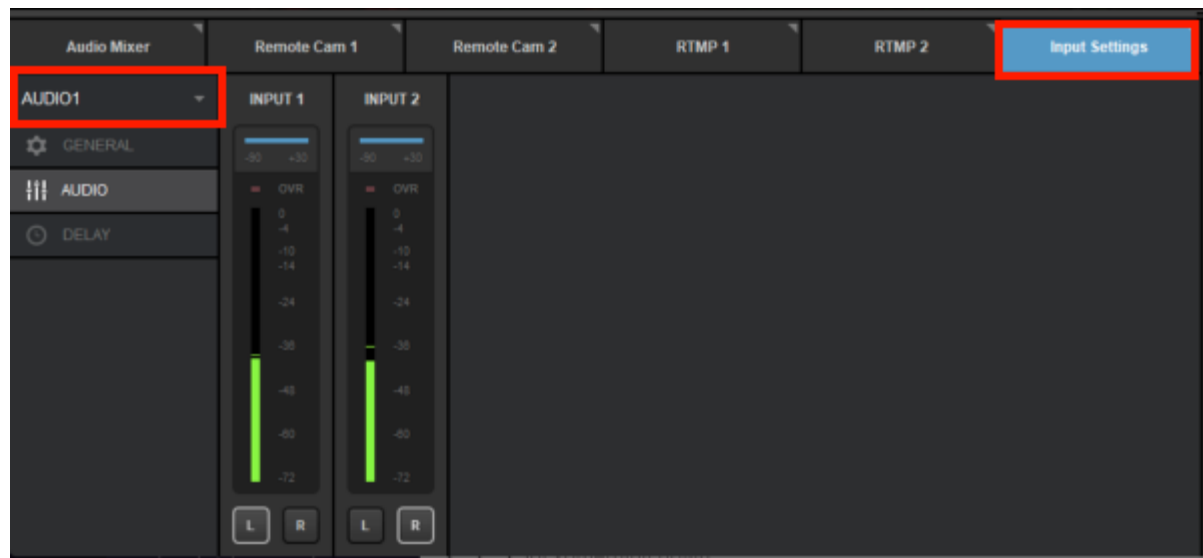 Audio Mixer
Remote Cam 1
Remote Cam 2
RTMP 1
RTMP 2
Input Settings
AUDIO1
GENERAL
AUDIO
DELAY
INPUT 1
-90 +30
OVR
0
-4
-10
-14
-24
-36
-48
-60
-72
L R
INPUT 2
-90 +30
OVR
0
-4
-10
-14
-24
-36
-48
-60
-72
L R